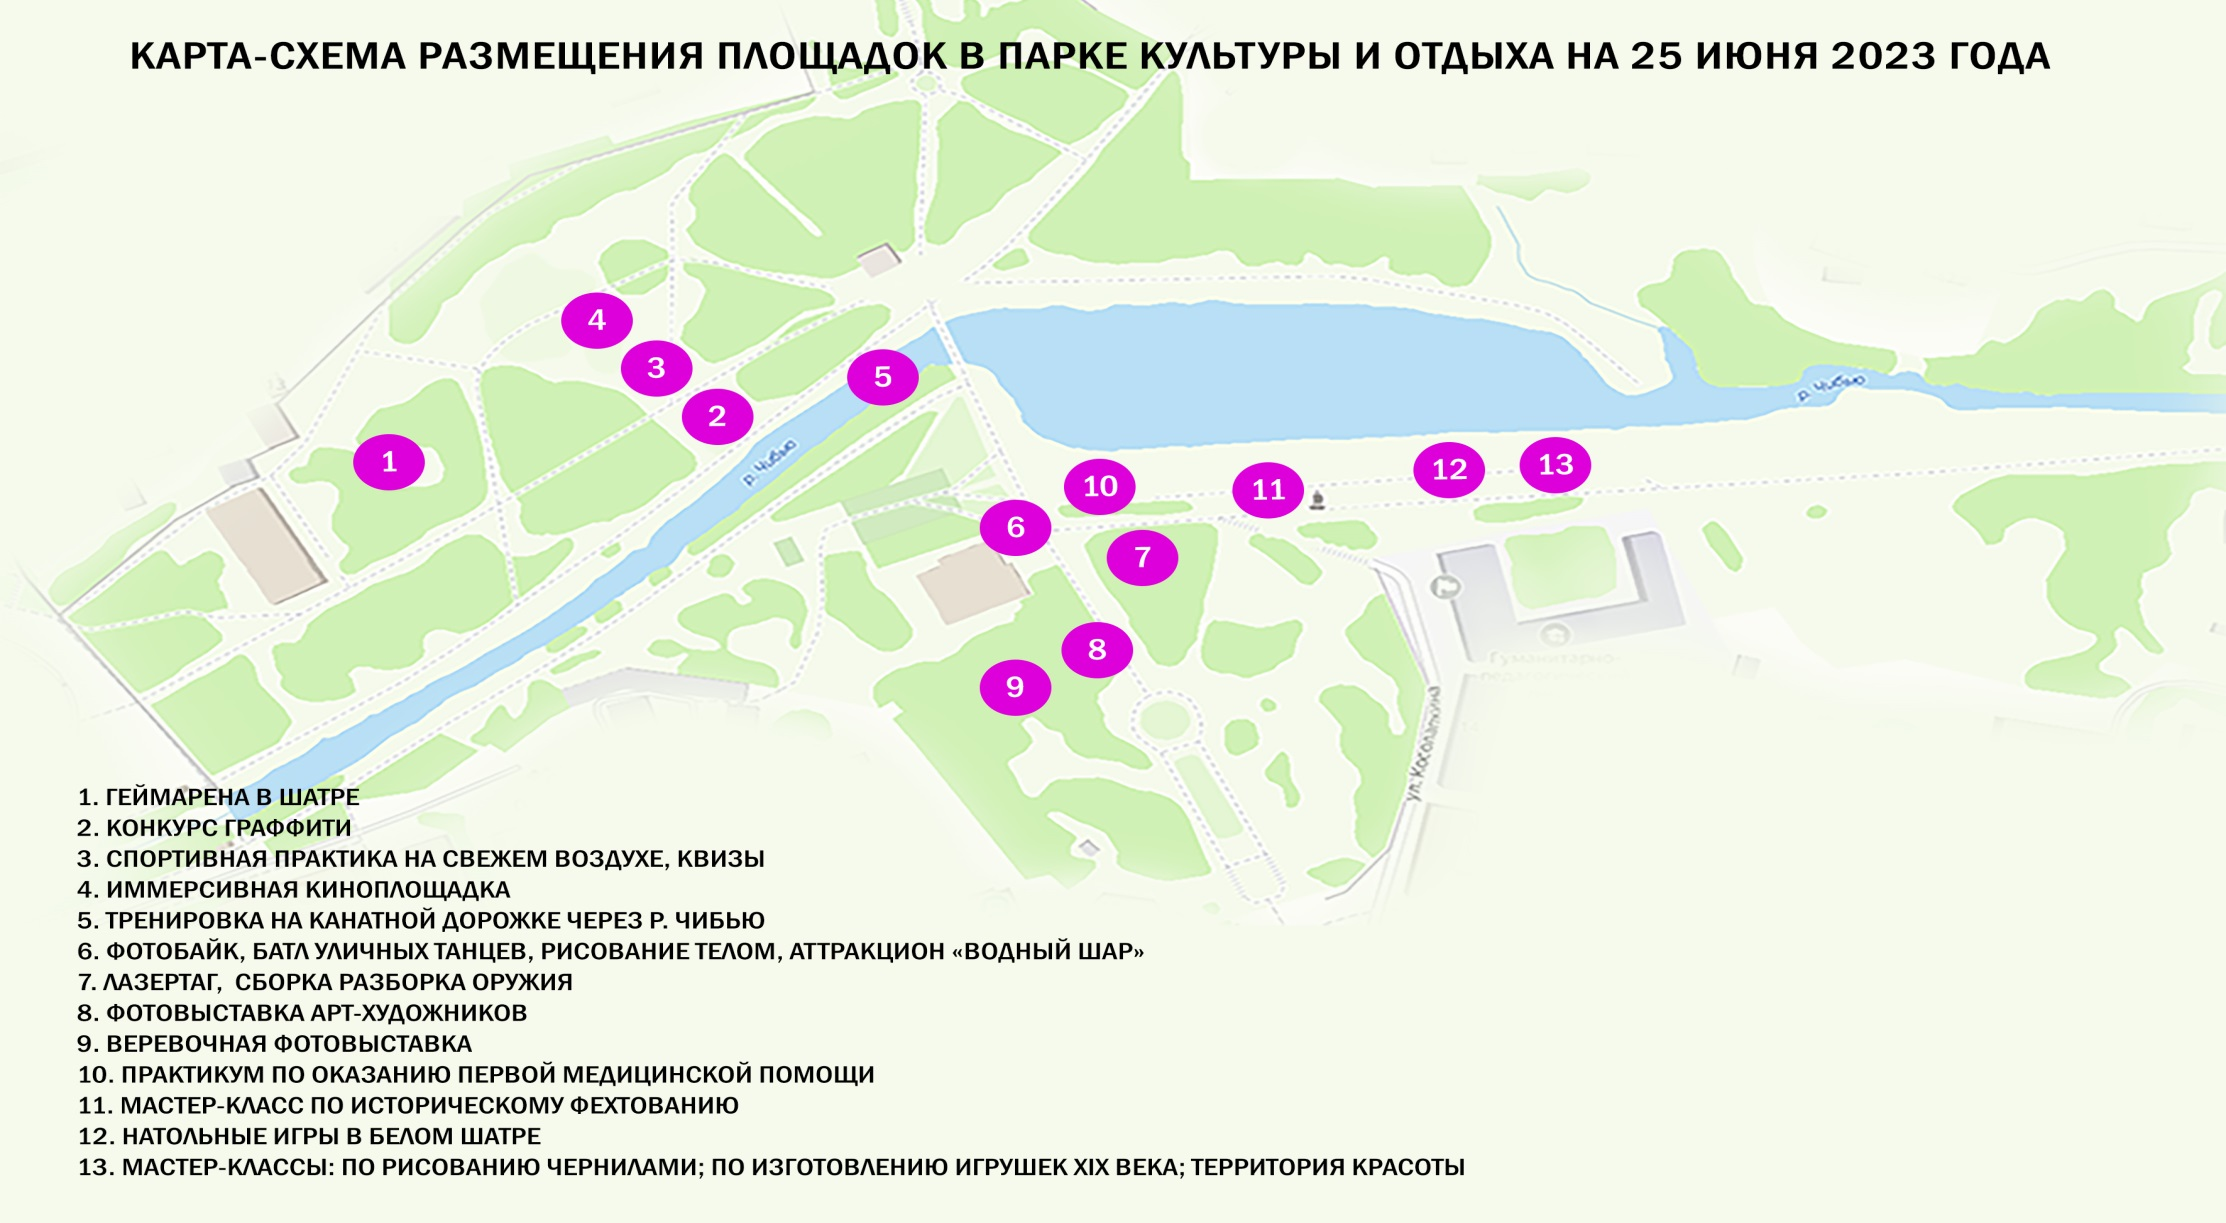 КАРТА-СХЕМА РАЗМЕЩЕНИЯ ПЛОЩАДОК В ПАРКЕ КУЛЬТУРЫ И ОТДЫХА НА 25 ИЮНЯ 2023 ГОДА
4
3
5
2
1
р. Чибью
р. Чибью
10
11
12
13
6
7
8
9
Гуманитарно-
ул. Косолапкина
1. ГЕЙМАРЕНА В ШАТРЕ
2. КОНКУРС ГРАФФИТИ
3. СПОРТИВНАЯ ПРАКТИКА НА СВЕЖЕМ ВОЗДУХЕ, КВИЗЫ
4. ИММЕРСИВНАЯ КИНОПЛОЩАДКА
5. ТРЕНИРОВКА НА КАНАТНОЙ ДОРОЖКЕ ЧЕРЕЗ Р. ЧИБЬЮ
6. ФОТОБАЙК, БАТЛ УЛИЧНЫХ ТАНЦЕВ, РИСОВАНИЕ ТЕЛОМ, АТТРАКЦИОН «ВОДНЫЙ ШАР»
7. ЛАЗЕРТАГ, СБОРКА РАЗБОРКА ОРУЖИЯ
8. ФОТОВЫСТАВКА АРТ-ХУДОЖНИКОВ
9. ВЕРЕВОЧНАЯ ФОТОВЫСТАВКА
10. ПРАКТИКУМ ПО ОКАЗАНИЮ ПЕРВОЙ МЕДИЦИНСКОЙ ПОМОЩИ
11. МАСТЕР-КЛАСС ПО ИСТОРИЧЕСКОМУ ФЕХТОВАНИЮ
12. НАТОЛЬНЫЕ ИГРЫ В БЕЛОМ ШАТРЕ
13. МАСТЕР-КЛАССЫ: ПО РИСОВАНИЮ ЧЕРНИЛАМИ; ПО ИЗГОТОВЛЕНИЮ ИГРУШЕК XIX ВЕКА; ТЕРРИТОРИЯ КРАСОТЫ